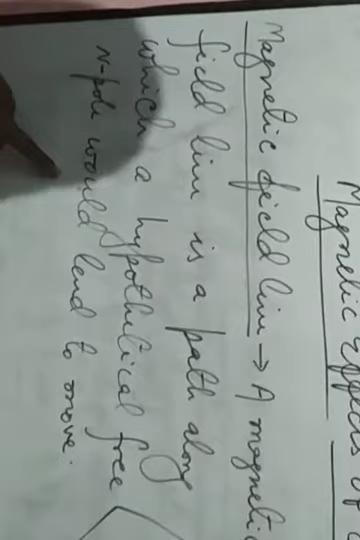 Magnetic Effects of
Magnetic field line → A magnetic
field line is a path along
which a hypothetical free
N-pole would tend to move.